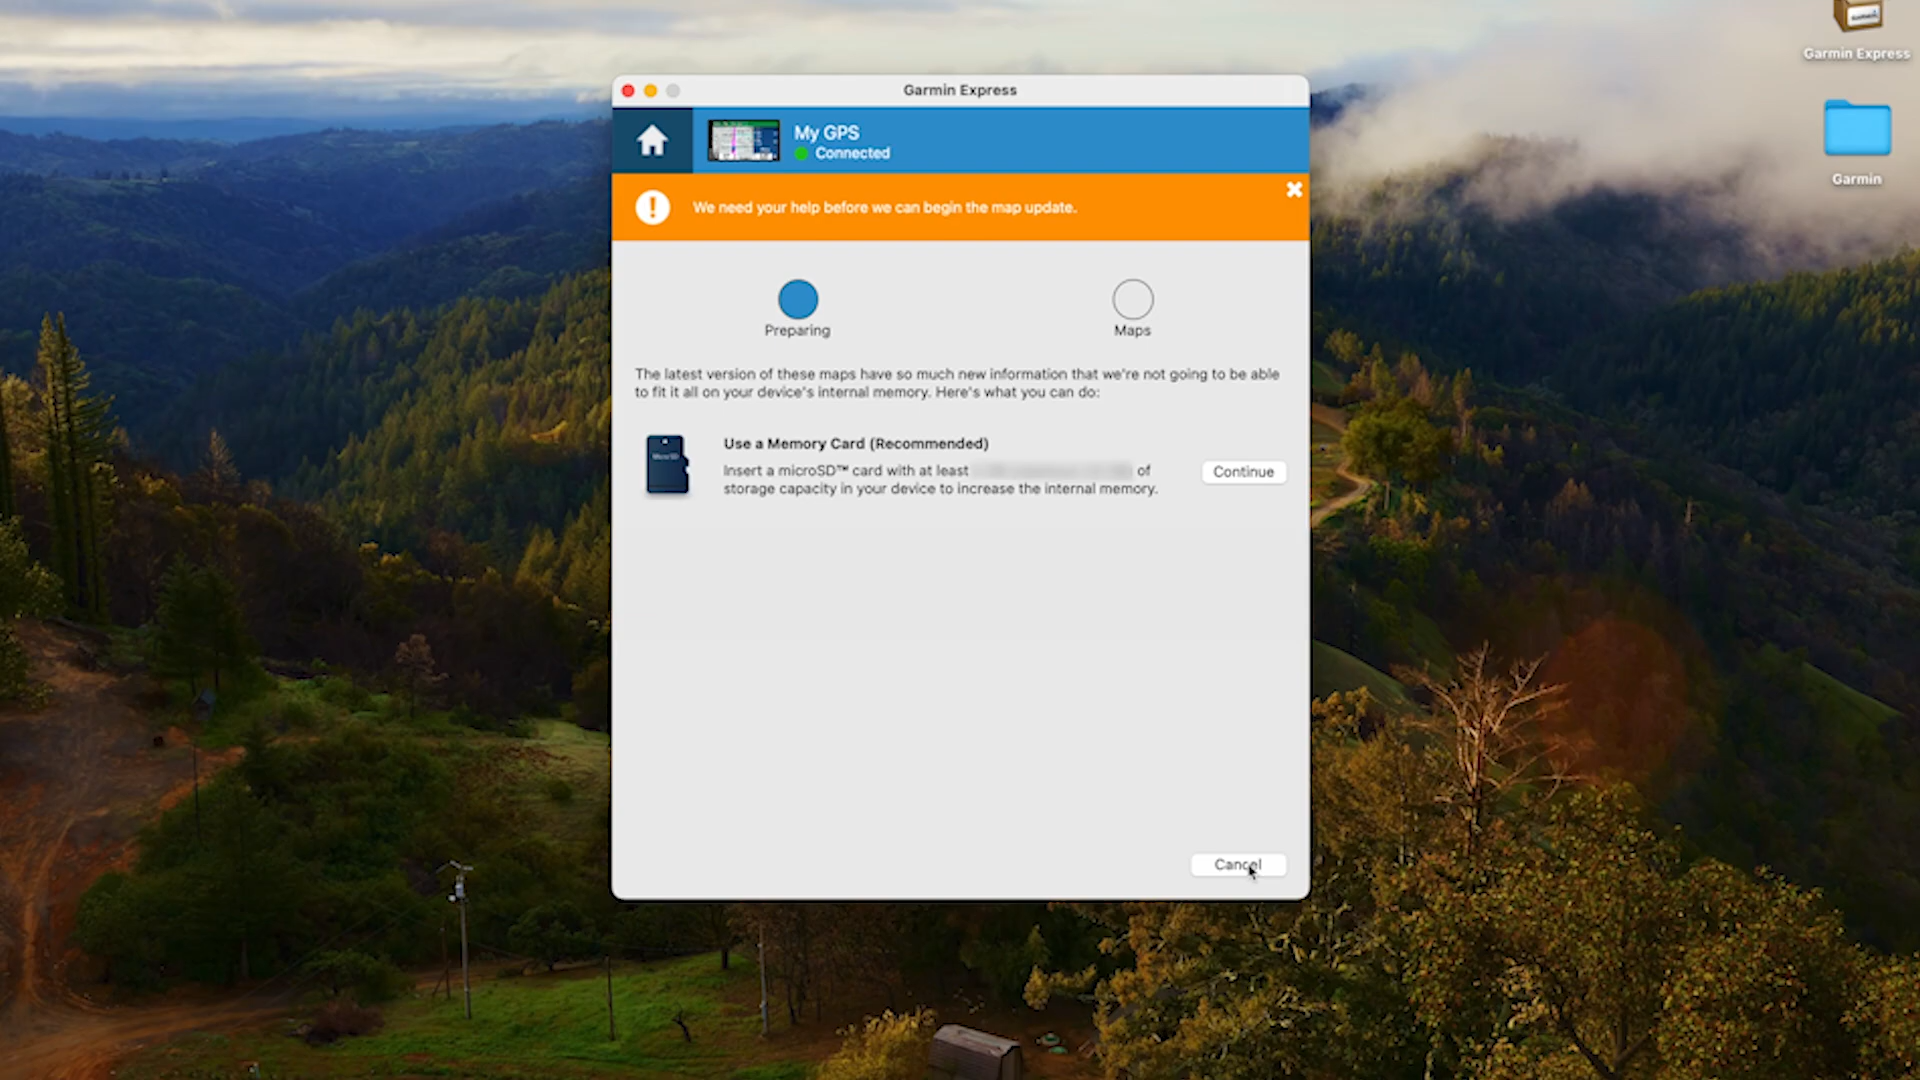 Garmin Express
Garmin Express
Garmin
My GPS
Connected
We need your help before we can begin the map update.
Preparing
Maps
The latest version of these maps have so much new information that we're not going to be able
to fit it all on your device's internal memory. Here's what you can do:
Use a Memory Card (Recommended)
Insert a microSD™ card with at least of
storage capacity in your device to increase the internal memory.
Continue
Cancel